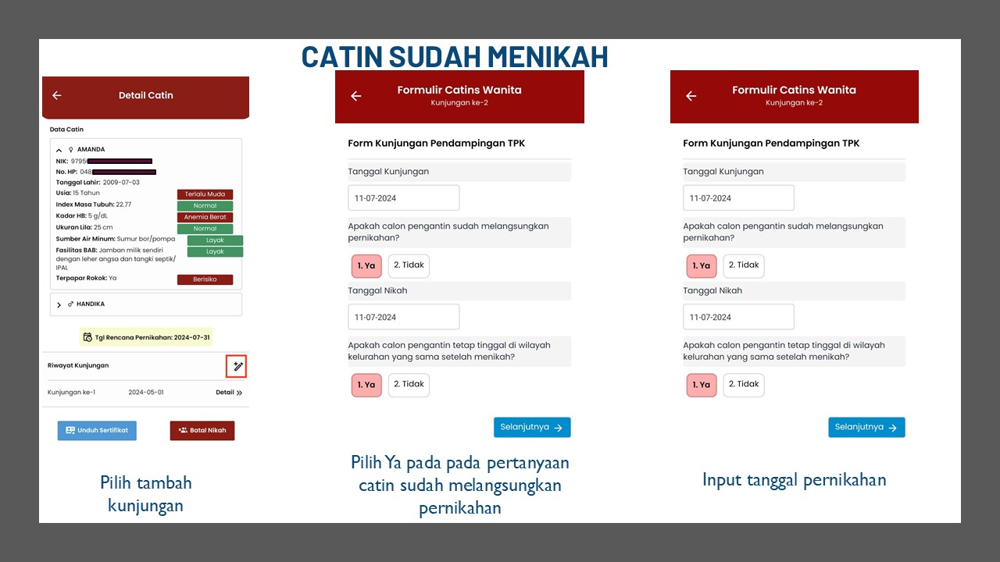 CATIN SUDAH MENIKAH
Detail Catin
Data Catin
AMANDA
NIK: 9795
No. HP: 048
Tanggal Lahir: 2009-07-03
Usia: 15 Tahun
Terlalu Muda
Index Masa Tubuh: 22.77
Normal
Kadar HB: 5 g/dL
Anemia Berat
Ukuran Lila: 25 cm
Normal
Sumber Air Minum: Sumur bor/pompa
Layak
Fasilitas BAB: Jamban milik sendiri
Layak
dengan leher angsa dan tangki septik/
IPAL
Terpapar Rokok: Ya
Berisiko
HANDIKA
Tgl Rencana Pernikahan: 2024-07-31
Riwayat Kunjungan
Kunjungan ke-1 2024-05-01 Detail
Unduh Sertifikat
Batal Nikah
Pilih tambah
kunjungan
Formulir Catins Wanita
Kunjungan ke-2
Form Kunjungan Pendampingan TPK
Tanggal Kunjungan
11-07-2024
Apakah calon pengantin sudah melangsungkan
pernikahan?
1. Ya
2. Tidak
Tanggal Nikah
11-07-2024
Apakah calon pengantin tetap tinggal di wilayah
kelurahan yang sama setelah menikah?
1. Ya
2. Tidak
Selanjutnya
Pilih Ya pada pada pertanyaan
catin sudah melangsungkan
pernikahan
Formulir Catins Wanita
Kunjungan ke-2
Form Kunjungan Pendampingan TPK
Tanggal Kunjungan
11-07-2024
Apakah calon pengantin sudah melangsungkan
pernikahan?
1. Ya
2. Tidak
Tanggal Nikah
11-07-2024
Apakah calon pengantin tetap tinggal di wilayah
kelurahan yang sama setelah menikah?
1. Ya
2. Tidak
Selanjutnya
Input tanggal pernikahan